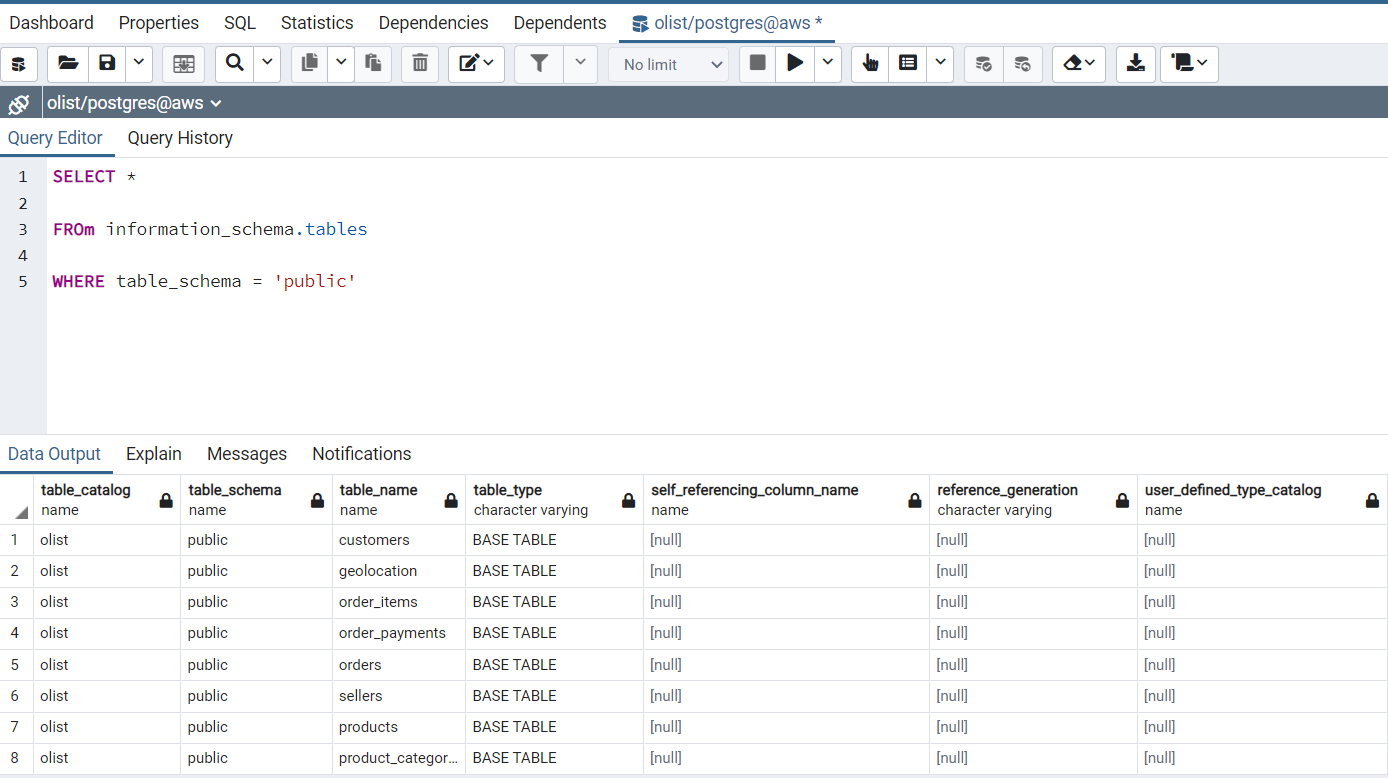 Dashboard Properties SQL Statistics Dependencies Dependents olist/postgres@aws *
No limit
olist/postgres@aws
Query Editor Query History
1 SELECT *
2
3 FROm information_schema.tables
4
5 WHERE table_schema = 'public'
Data Output Explain Messages Notifications
table_catalog table_schema table_name table_type self_referencing_column_name reference_generation user_defined_type_catalog
name name name character varying name character varying name
1 olist public customers BASE TABLE [null] [null] [null]
2 olist public geolocation BASE TABLE [null] [null] [null]
3 olist public order_items BASE TABLE [null] [null] [null]
4 olist public order_payments BASE TABLE [null] [null] [null]
5 olist public orders BASE TABLE [null] [null] [null]
6 olist public sellers BASE TABLE [null] [null] [null]
7 olist public products BASE TABLE [null] [null] [null]
8 olist public product_categor... BASE TABLE [null] [null] [null]